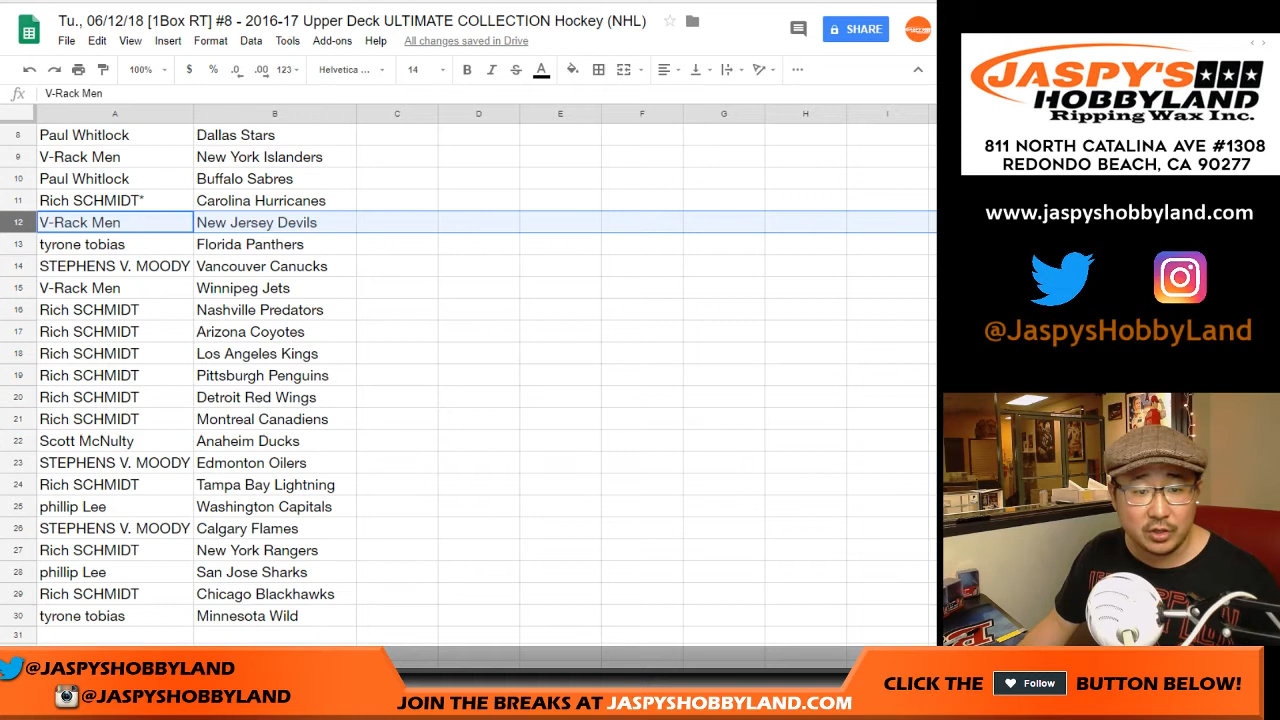 Tu., 06/12/18 [1Box RT] #8 - 2016-17 Upper Deck ULTIMATE COLLECTION Hockey (NHL)
File Edit View Insert Format Data Tools Add-ons Help All changes saved in Drive
SHARE
100% $ % .0 .00 123 Helvetica ... 14 B I S A
fx V-Rack Men
A B C D E F G H I
8 Paul Whitlock Dallas Stars
9 V-Rack Men New York Islanders
10 Paul Whitlock Buffalo Sabres
11 Rich SCHMIDT* Carolina Hurricanes
12 V-Rack Men New Jersey Devils
13 tyrone tobias Florida Panthers
14 STEPHENS V. MOODY Vancouver Canucks
15 V-Rack Men Winnipeg Jets
16 Rich SCHMIDT Nashville Predators
17 Rich SCHMIDT Arizona Coyotes
18 Rich SCHMIDT Los Angeles Kings
19 Rich SCHMIDT Pittsburgh Penguins
20 Rich SCHMIDT Detroit Red Wings
21 Rich SCHMIDT Montreal Canadiens
22 Scott McNulty Anaheim Ducks
23 STEPHENS V. MOODY Edmonton Oilers
24 Rich SCHMIDT Tampa Bay Lightning
25 phillip Lee Washington Capitals
26 STEPHENS V. MOODY Calgary Flames
27 Rich SCHMIDT New York Rangers
28 phillip Lee San Jose Sharks
29 Rich SCHMIDT Chicago Blackhawks
30 tyrone tobias Minnesota Wild
31
JASPY'S
HOBBYLAND
Ripping Wax Inc.
811 NORTH CATALINA AVE #1308
REDONDO BEACH, CA 90277
www.jaspyshobbyland.com
@JaspysHobbyLand
@JASPYSHOBBYLAND
@JASPYSHOBBYLAND
JOIN THE BREAKS AT JASPYSHOBBYLAND.COM
CLICK THE Follow BUTTON BELOW!